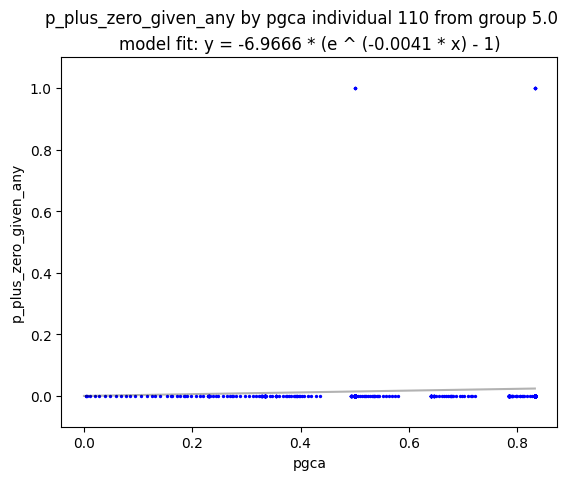 p_plus_zero_given_any by pgca individual 110 from group 5.0
model fit: y = -6.9666 * (e ^ (-0.0041 * x) - 1)
1.0
0.8
0.6
0.4
0.2
0.0
p_plus_zero_given_any
0.0 0.2 0.4 0.6 0.8
pgca